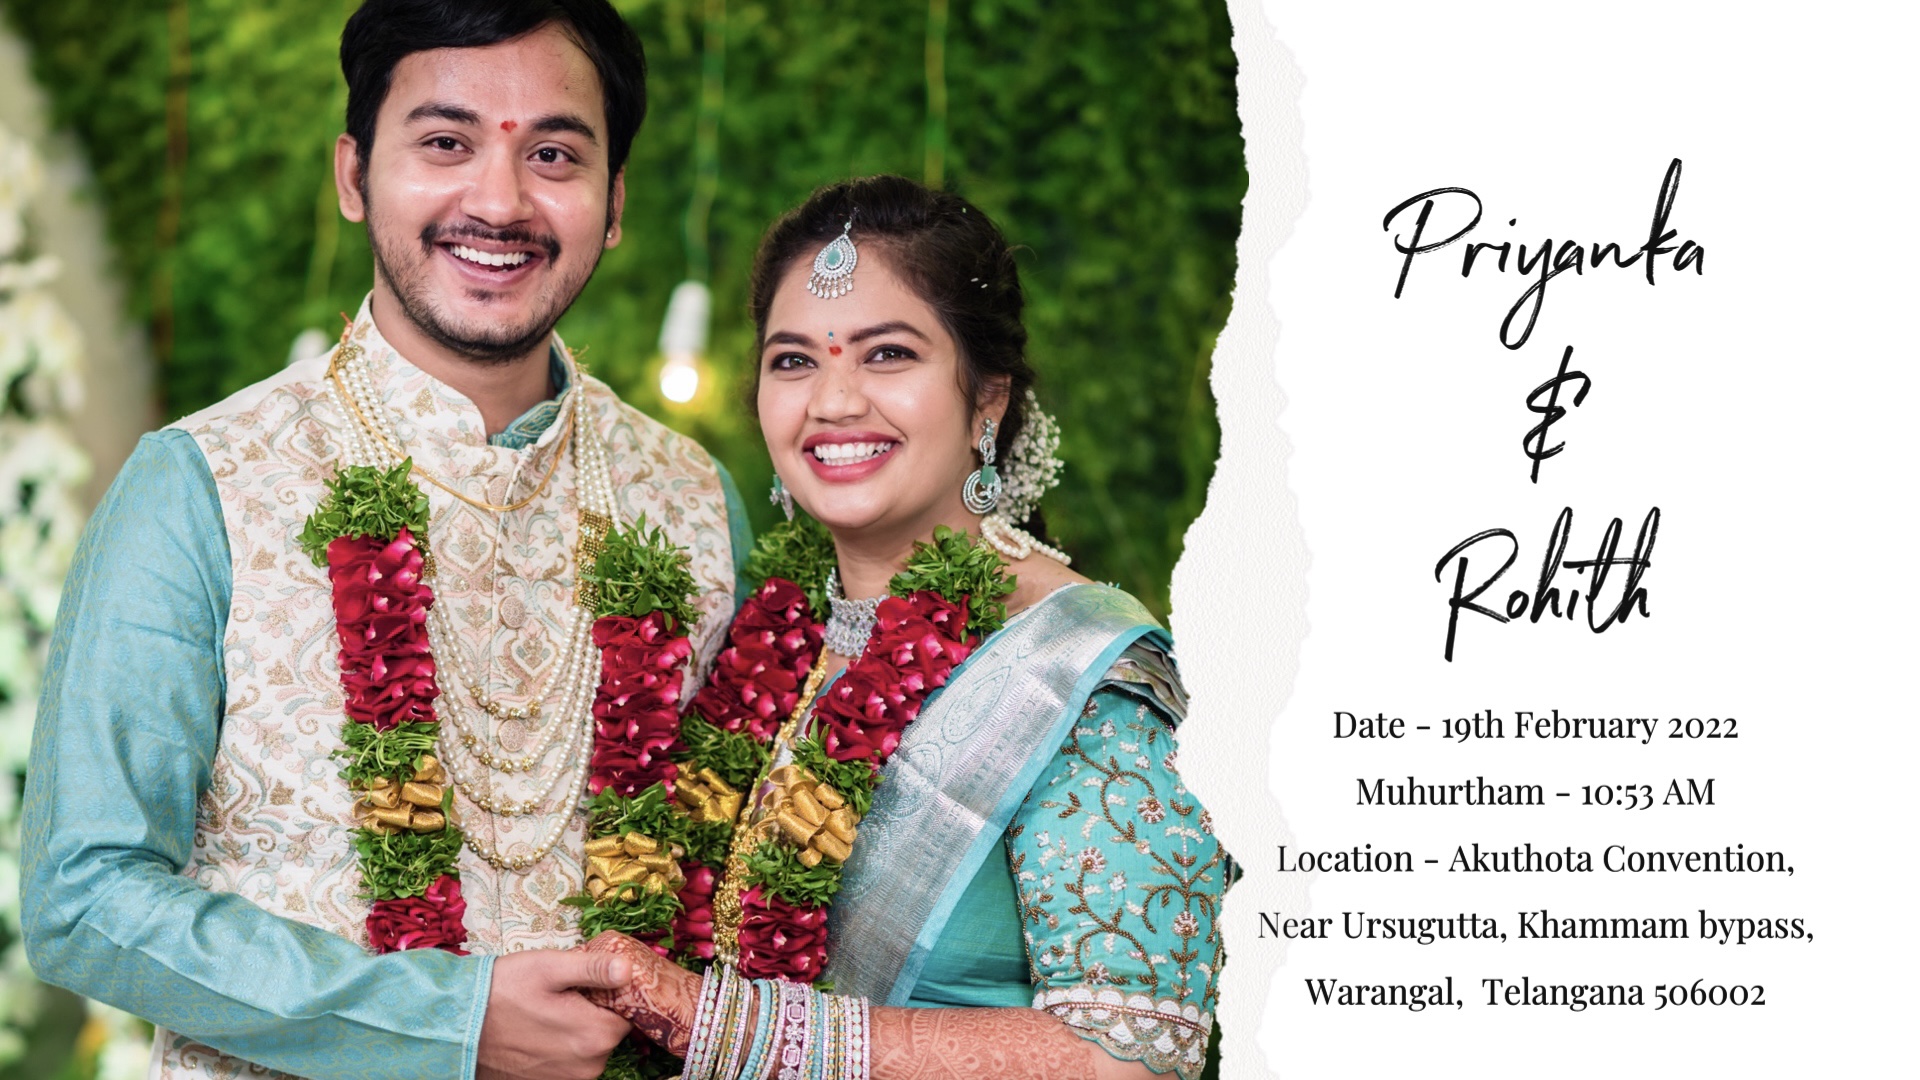 Priyanka
&
Rohith
Date - 19th February 2022
Muhurtham - 10:53 AM
Location - Akuthota Convention,
Near Ursugutta, Khammam bypass,
Warangal, Telangana 506002